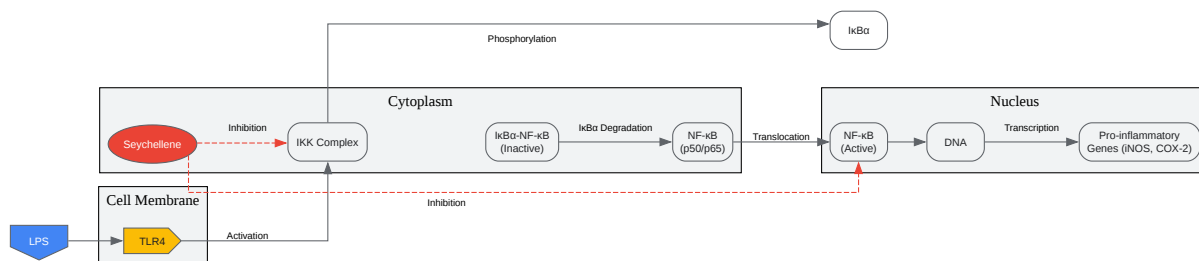 IκBα
Phosphorylation
Cytoplasm
Nucleus
Seychellene
Inhibition
IKK Complex
IκBα-NF-κB
(Inactive)
IκBα Degradation
NF-κB
(p50/p65)
Translocation
NF-κB
(Active)
DNA
Transcription
Pro-inflammatory
Genes (iNOS, COX-2)
Inhibition
Cell Membrane
LPS
TLR4
Activation